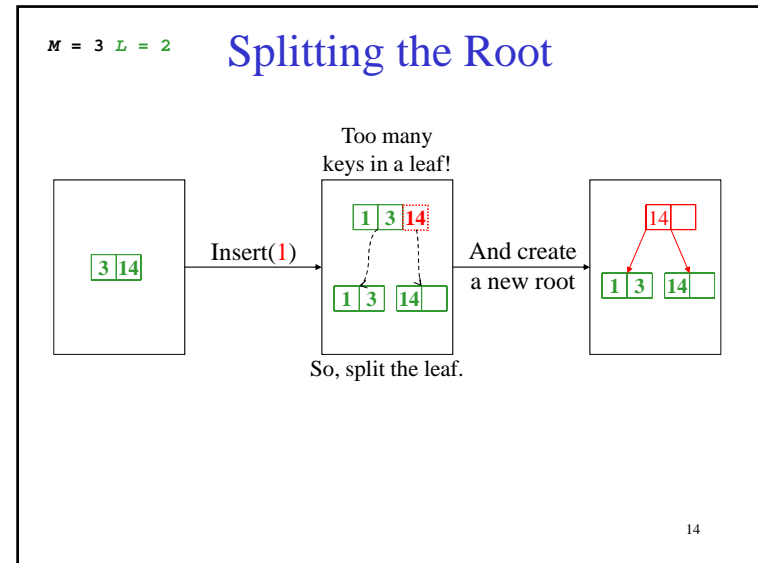 M = 3 L = 2
Splitting the Root
3 14
Insert(1)
Too many
keys in a leaf!
1 3 14
1 3 14
So, split the leaf.
And create
a new root
14
1 3 14
14